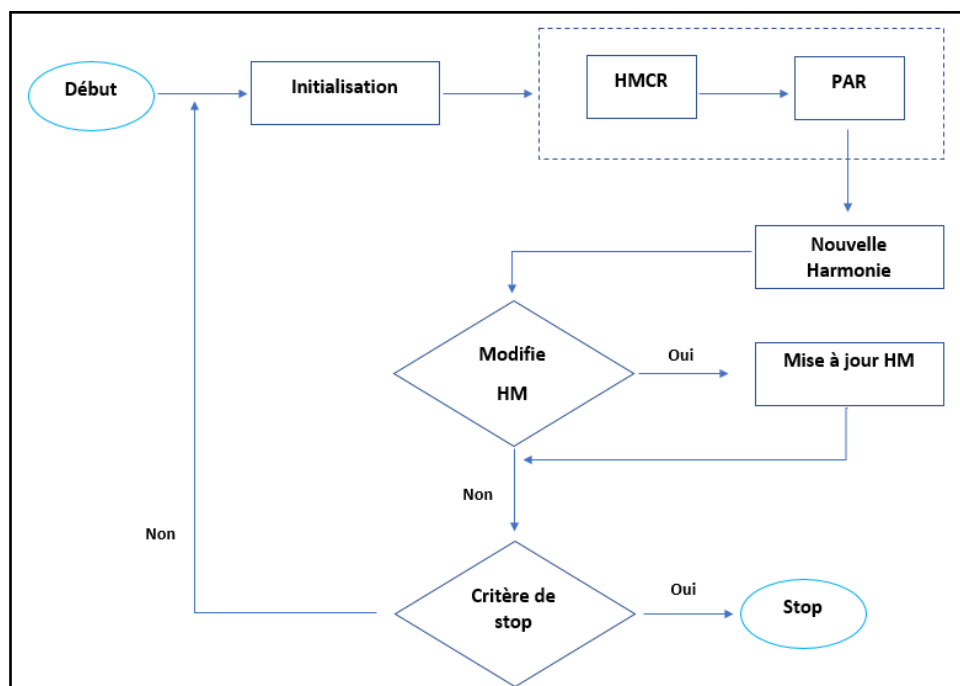 Début
Initialisation
HMCR
PAR
Nouvelle
Harmonie
Modifie
HM
Oui
Mise à jour HM
Non
Non
Critère de
stop
Oui
Stop